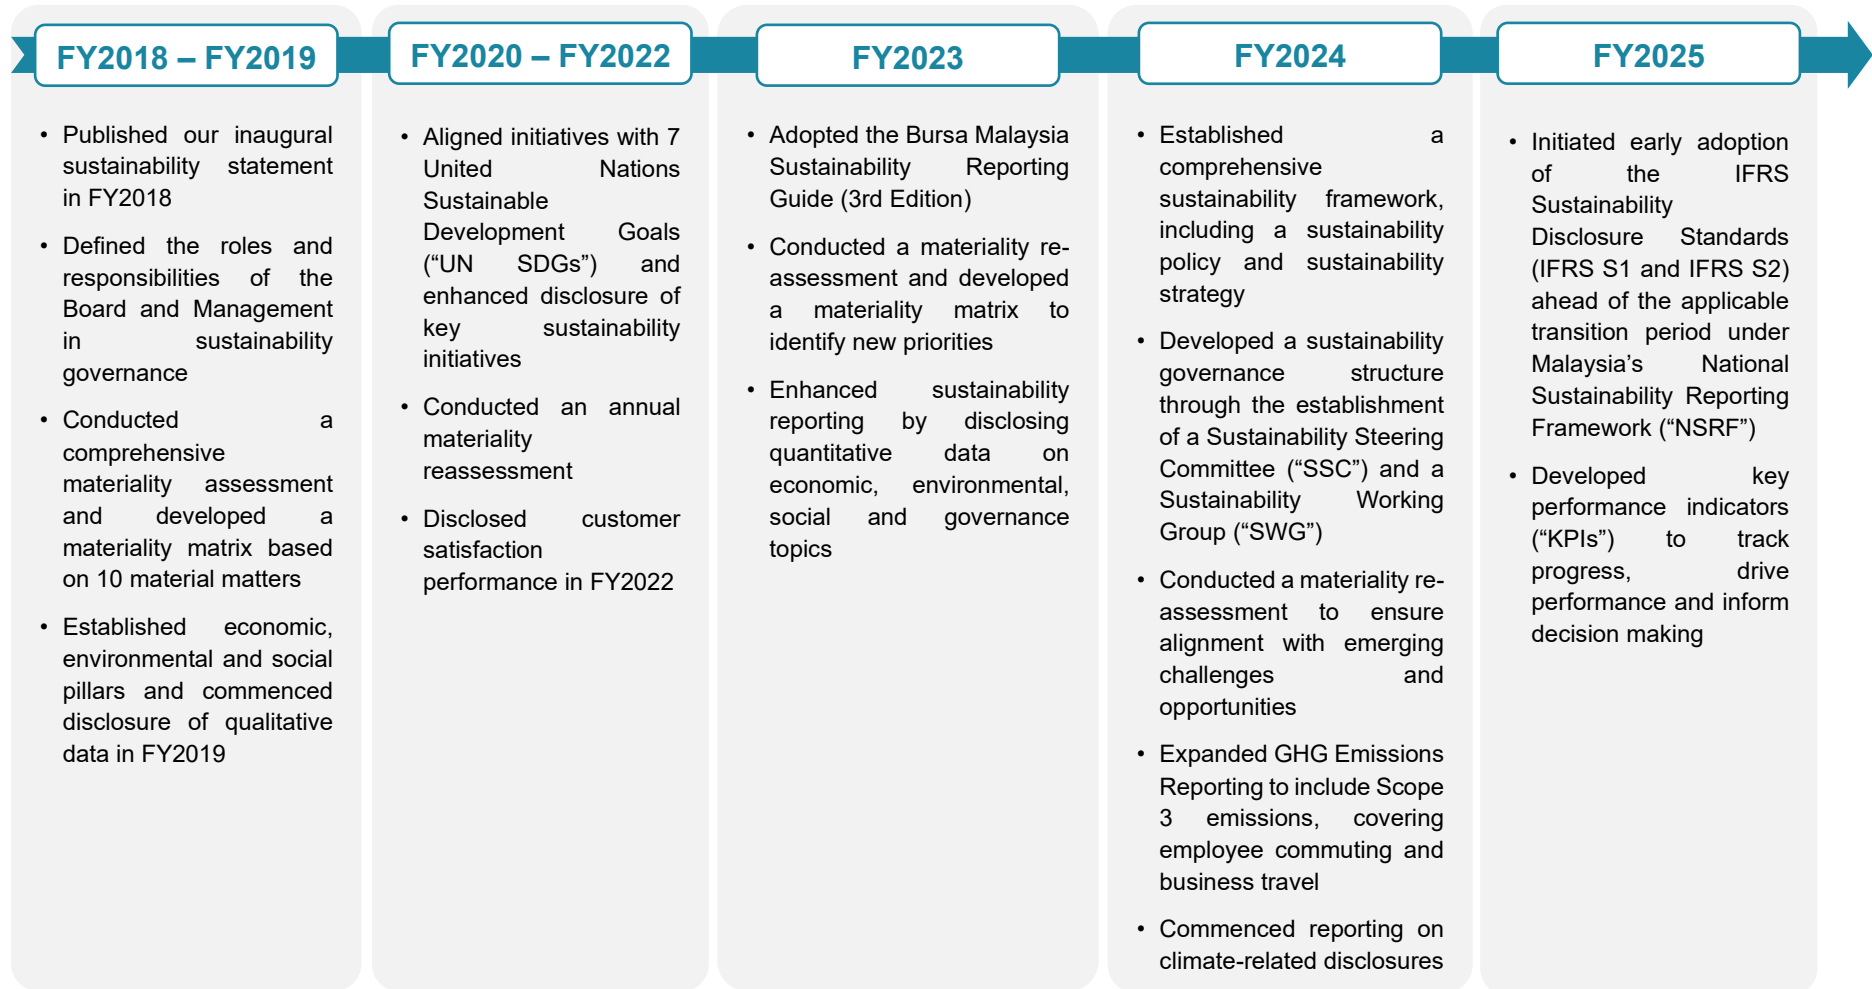 FY2018 – FY2019
• Published our inaugural
sustainability statement
in FY2018
• Defined the roles and
responsibilities of the
Board and Management
in sustainability
governance
• Conducted a
comprehensive
materiality assessment
and developed a
materiality matrix based
on 10 material matters
• Established economic,
environmental and social
pillars and commenced
disclosure of qualitative
data in FY2019
FY2020 – FY2022
• Aligned initiatives with 7
United Nations
Sustainable
Development Goals
(“UN SDGs”) and
enhanced disclosure of
key sustainability
initiatives
• Conducted an annual
materiality
reassessment
• Disclosed customer
satisfaction
performance in FY2022
FY2023
• Adopted the Bursa Malaysia
Sustainability Reporting
Guide (3rd Edition)
• Conducted a materiality re-
assessment and developed
a materiality matrix to
identify new priorities
• Enhanced sustainability
reporting by disclosing
quantitative data on
economic, environmental,
social and governance
topics
FY2024
• Established a
comprehensive
sustainability framework,
including a sustainability
policy and sustainability
strategy
• Developed a sustainability
governance structure
through the establishment
of a Sustainability Steering
Committee (“SSC”) and a
Sustainability Working
Group (“SWG”)
• Conducted a materiality re-
assessment to ensure
alignment with emerging
challenges and
opportunities
• Expanded GHG Emissions
Reporting to include Scope
3 emissions, covering
employee commuting and
business travel
• Commenced reporting on
climate-related disclosures
FY2025
• Initiated early adoption
of the IFRS
Sustainability
Disclosure Standards
(IFRS S1 and IFRS S2)
ahead of the applicable
transition period under
Malaysia’s National
Sustainability Reporting
Framework (“NSRF”)
• Developed key
performance indicators
(“KPIs”) to track
progress, drive
performance and inform
decision making